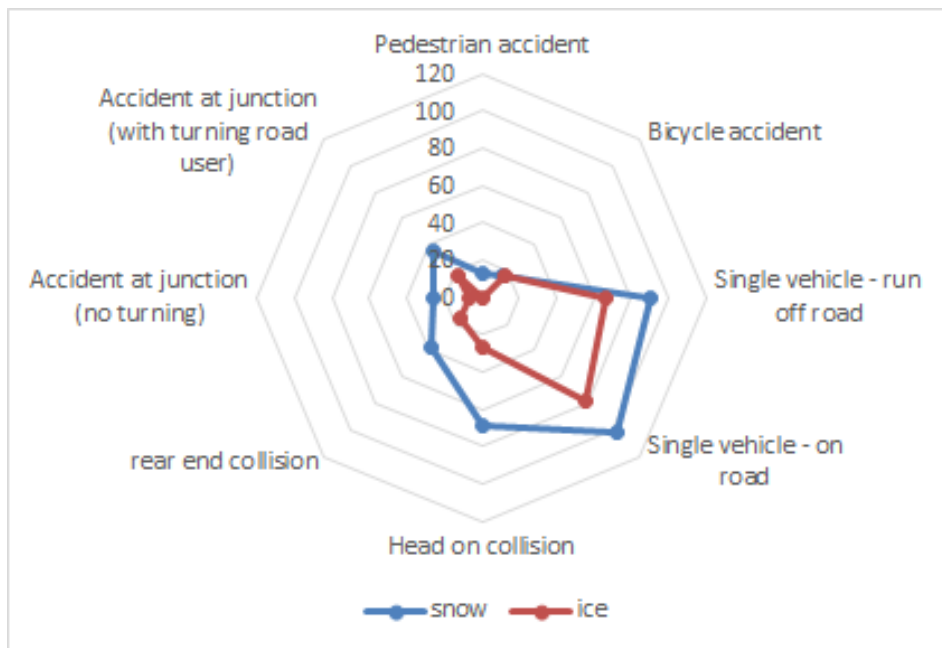 Pedestrian accident
120
100
80
60
40
20
0
Bicycle accident
Single vehicle - run
off road
Single vehicle - on
road
Head on collision
rear end collision
Accident at junction
(no turning)
Accident at junction
(with turning road
user)
snow
ice